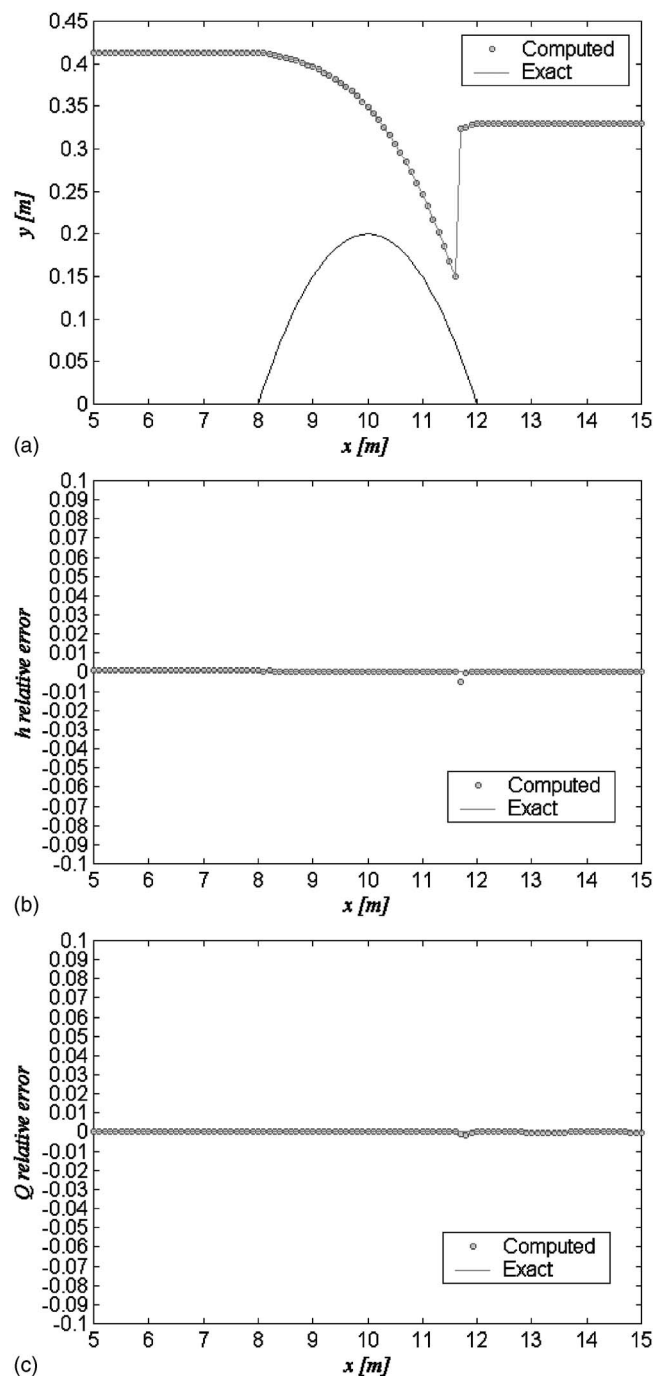 0.45
0.4
0.35
0.3
0.25
0.2
0.15
0.1
0.05
0
y [m]
Computed
Exact
5 6 7 8 9 10 11 12 13 14 15
(a)
x [m]
0.1
0.09
0.08
0.07
0.06
0.05
0.04
0.03
0.02
0.01
0
-0.01
-0.02
-0.03
-0.04
-0.05
-0.06
-0.07
-0.08
-0.09
-0.1
h relative error
Computed
Exact
5 6 7 8 9 10 11 12 13 14 15
(b)
x [m]
0.1
0.09
0.08
0.07
0.06
0.05
0.04
0.03
0.02
0.01
0
-0.01
-0.02
-0.03
-0.04
-0.05
-0.06
-0.07
-0.08
-0.09
-0.1
Q relative error
Computed
Exact
5 6 7 8 9 10 11 12 13 14 15
(c)
x [m]